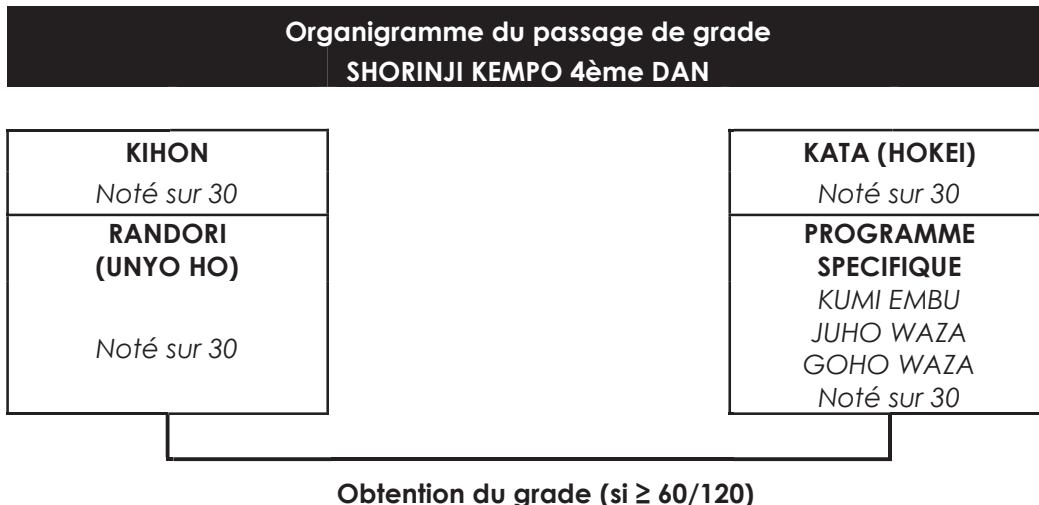 Organigramme du passage de grade
SHORINJI KEMPO 4ème DAN
KIHON
Noté sur 30
RANDORI
(UNYO HO)
Noté sur 30
KATA (HOKEI)
Noté sur 30
PROGRAMME
SPECIFIQUE
KUMI EMBU
JUHO WAZA
GOHO WAZA
Noté sur 30
Obtention du grade (si ≥ 60/120)